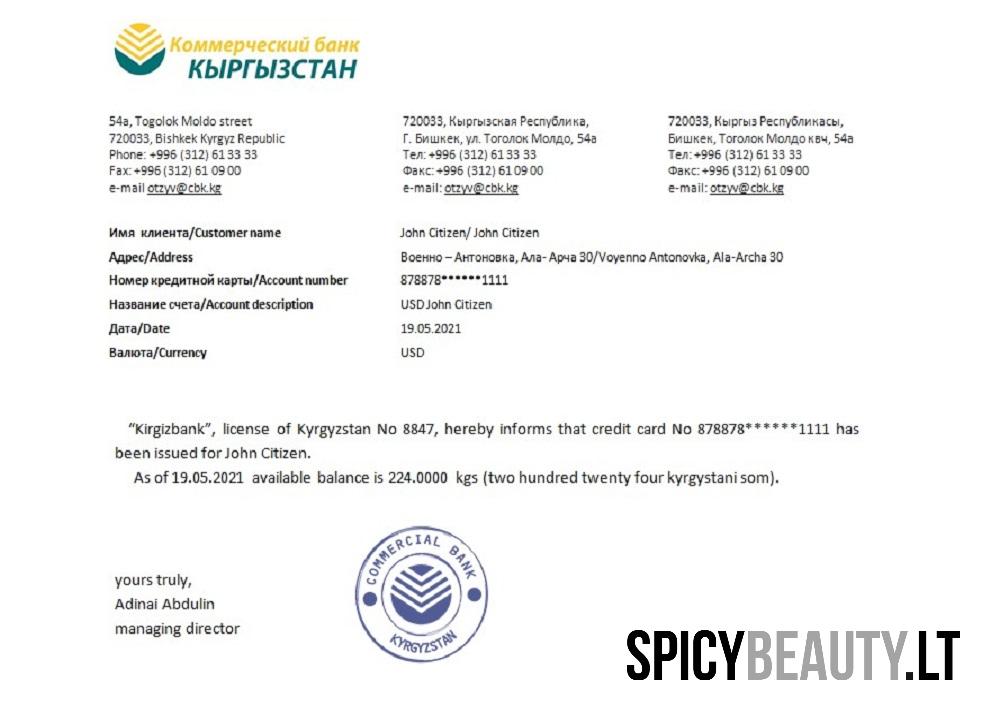 Коммерческий банк
КЫРГЫЗСТАН
54a, Togolok Moldo street
720033, Bishkek Kyrgyz Republic
Phone: +996 (312) 61 33 33
Fax: +996 (312) 61 09 00
e-mail otzyv@cbk.kg
720033, Кыргызская Республика,
Г. Бишкек, ул. Тоголок Молдо, 54а
Тел: +996 (312) 61 33 33
Факс: +996 (312) 61 09 00
e-mail: otzyv@cbk.kg
720033, Кыргыз Республикасы,
Бишкек, Тоголок Молдо квч, 54а
Тел: +996 (312) 61 33 33
Факс: +996 (312) 61 09 00
e-mail: otzyv@cbk.kg
Имя клиента/Customer name John Citizen/ John Citizen
Адрес/Address Военно – Антоновка, Ала- Арча 30/Voyenno Antonovka, Ala-Archa 30
Номер кредитной карты/Account number 878878******1111
Название счета/Account description USD John Citizen
Дата/Date 19.05.2021
Валюта/Currency USD
“Kirgizbank”, license of Kyrgyzstan No 8847, hereby informs that credit card No 878878******1111 has
been issued for John Citizen.
As of 19.05.2021 available balance is 224.0000 kgs (two hundred twenty four kyrgystani som).
COMMERCIAL BANK
KYRGYZSTAN
yours truly,
Adinai Abdulin
managing director
SPICYBEAUTY.LT